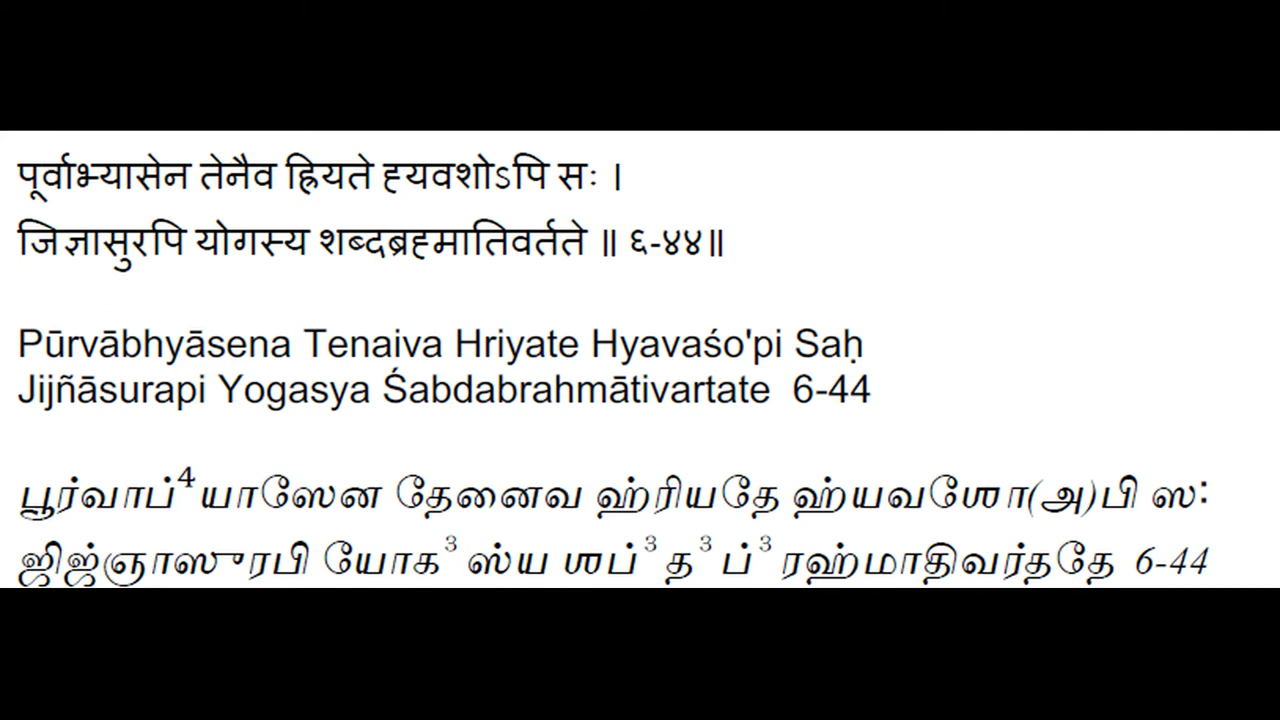 पूर्वाभ्यासेन तेनैव ह्रियते ह्यवशोऽपि सः ।
जिज्ञासुरपि योगस्य शब्दब्रह्मातिवर्तते ॥ ६-४४॥
Pūrvābhyāsena Tenaiva Hriyate Hyavaśo'pi Saḥ
Jijñāsurapi Yogasya Śabdabrahmātivartate 6-44
பூர்வாப்⁴யாஸேன தேனைவ ஹ்ரியதே ஹ்யவஶோ(அ)பி ஸ:
ஜிஜ்ஞாஸுரபி யோக³ஸ்ய ஶப்³த³ப்³ரஹ்மாதிவர்ததே 6-44